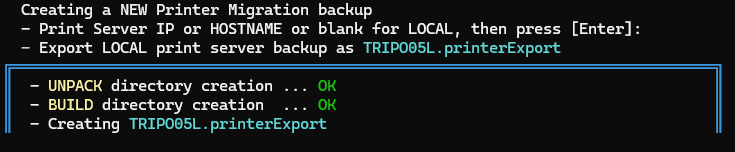 Creating a NEW Printer Migration backup
- Print Server IP or HOSTNAME or blank for LOCAL, then press [Enter]:
- Export LOCAL print server backup as TRIPO05L.printerExport
- UNPACK directory creation ... OK
- BUILD directory creation  ... OK
- Creating TRIPO05L.printerExport